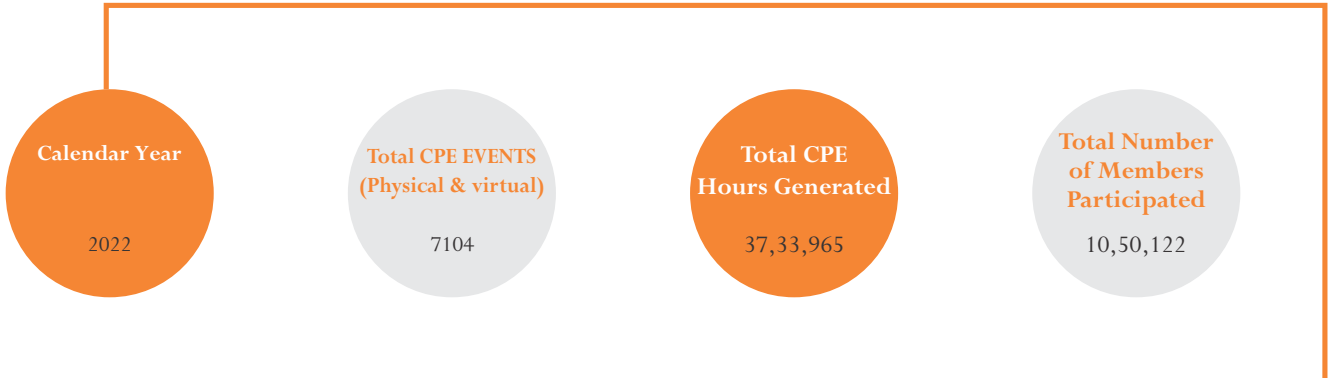 Calendar Year
2022
Total CPE EVENTS
(Physical & virtual)
7104
Total CPE
Hours Generated
37,33,965
Total Number
of Members
Participated
10,50,122